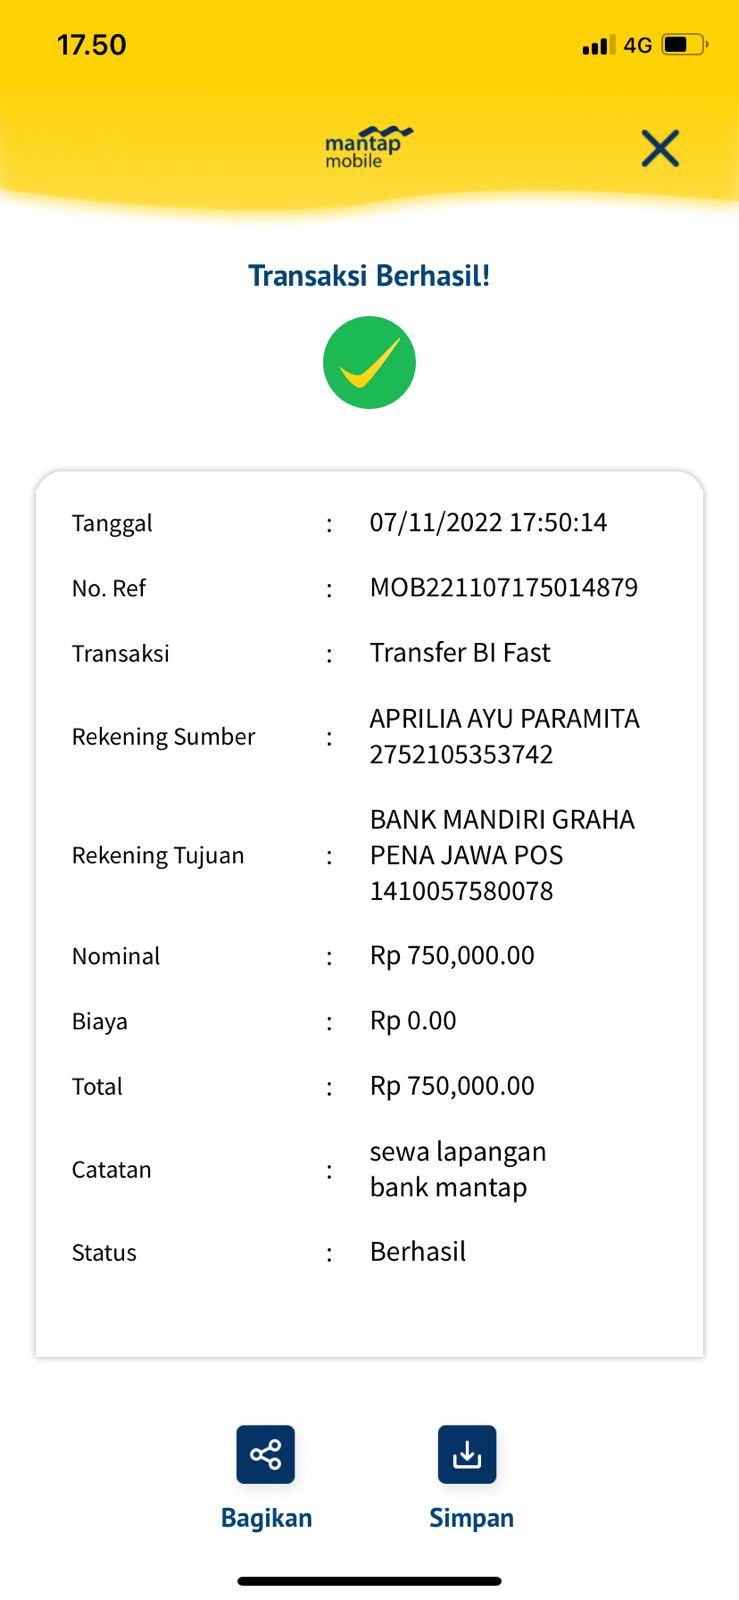 17.50
4G
mantap
mobile
Transaksi Berhasil!
Tanggal : 07/11/2022 17:50:14
No. Ref : MOB221107175014879
Transaksi : Transfer BI Fast
Rekening Sumber : APRILIA AYU PARAMITA
2752105353742
Rekening Tujuan : BANK MANDIRI GRAHA
PENA JAWA POS
1410057580078
Nominal : Rp 750,000.00
Biaya : Rp 0.00
Total : Rp 750,000.00
Catatan : sewa lapangan
bank mantap
Status : Berhasil
Bagikan
Simpan